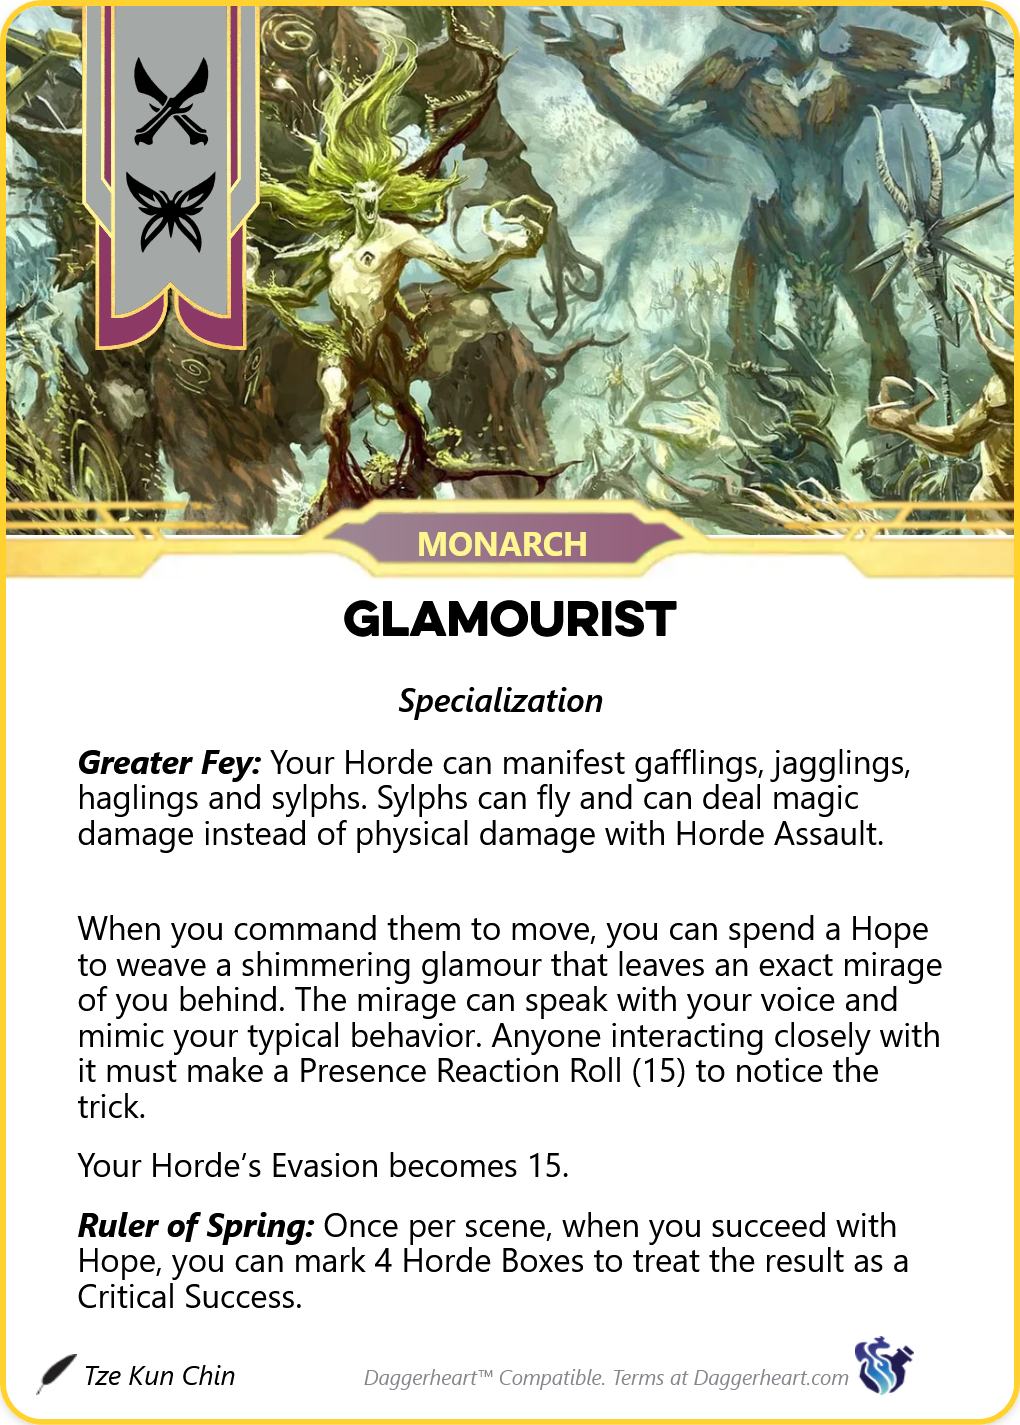 MONARCH
GLAMOURIST
Specialization
Greater Fey: Your Horde can manifest gafflings, jagglings,
haglings and sylphs. Sylphs can fly and can deal magic
damage instead of physical damage with Horde Assault.
When you command them to move, you can spend a Hope
to weave a shimmering glamour that leaves an exact mirage
of you behind. The mirage can speak with your voice and
mimic your typical behavior. Anyone interacting closely with
it must make a Presence Reaction Roll (15) to notice the
trick.
Your Horde’s Evasion becomes 15.
Ruler of Spring: Once per scene, when you succeed with
Hope, you can mark 4 Horde Boxes to treat the result as a
Critical Success.
Tze Kun Chin
Daggerheart™ Compatible. Terms at Daggerheart.com